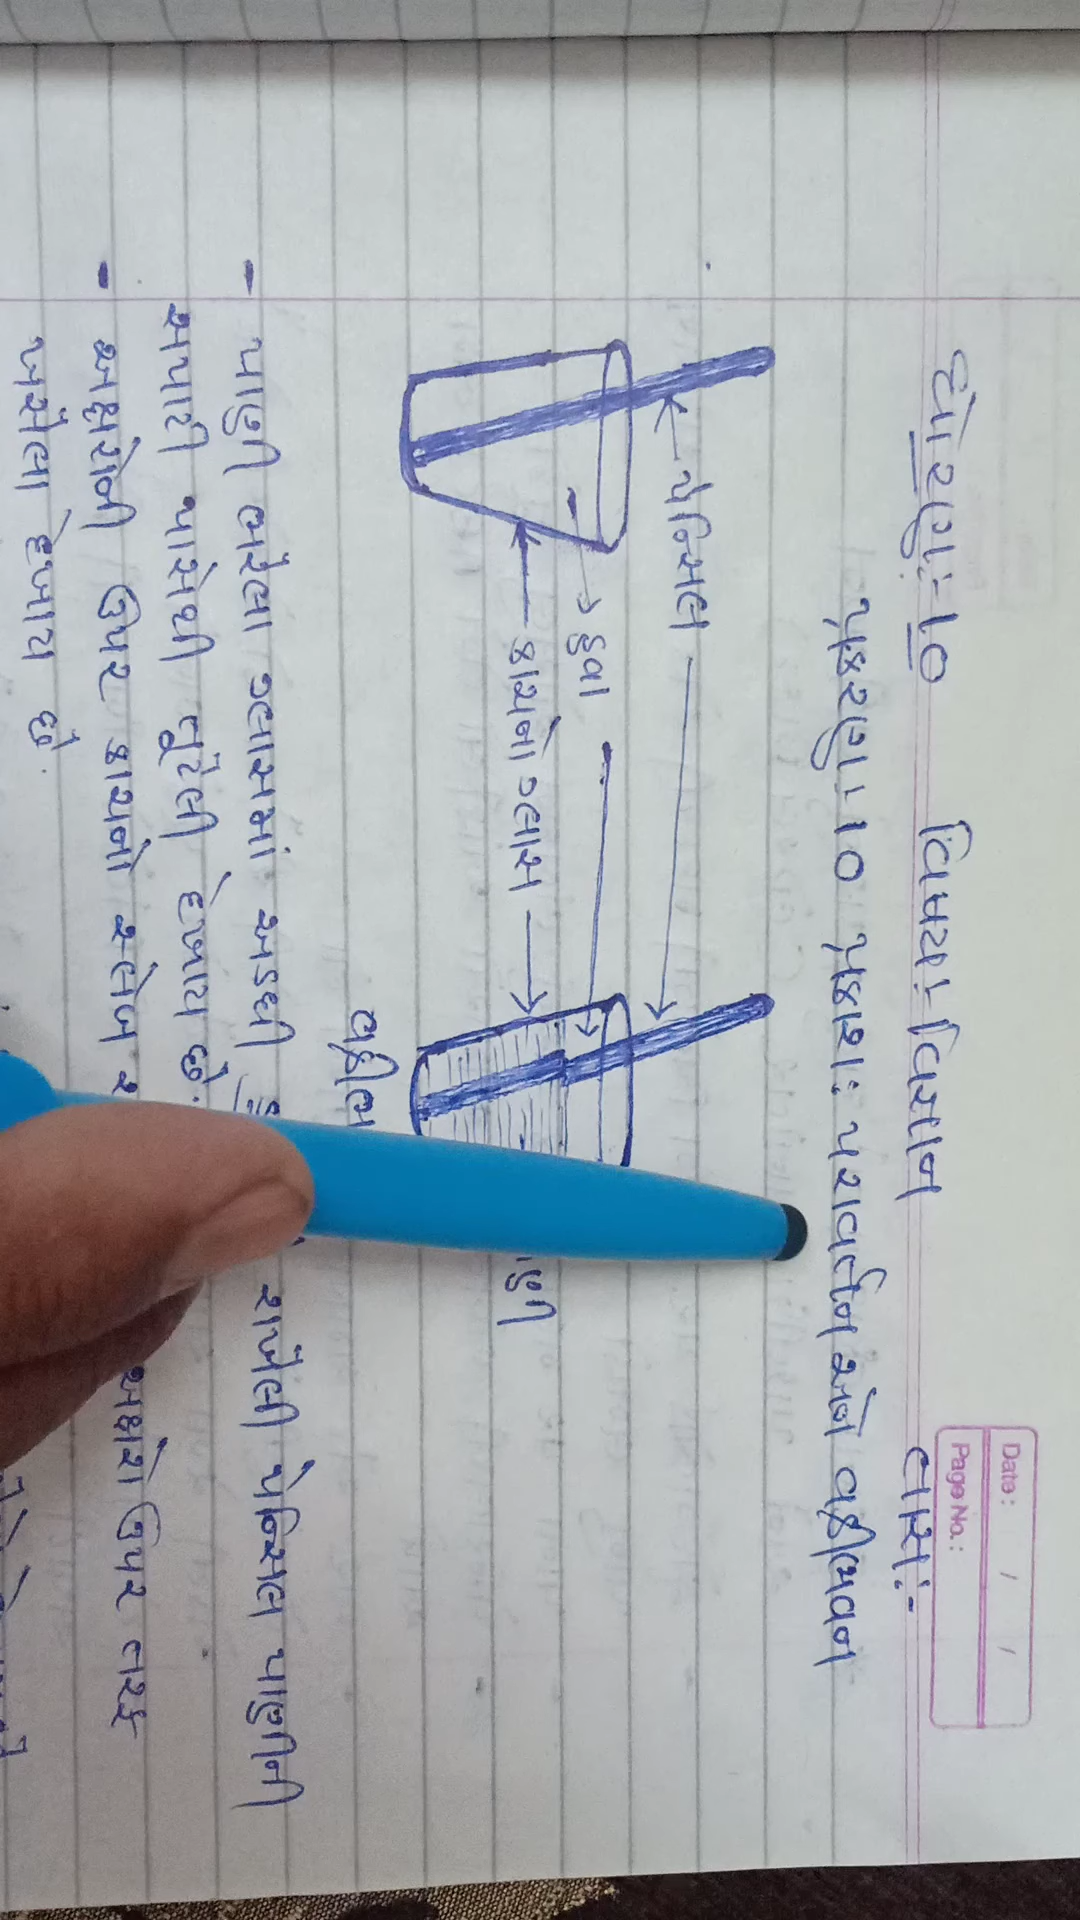 Date: / /
Page No.:
ધોરણ:-10 વિષય:- વિજ્ઞાન તાસ:-
પ્રકરણ : 10 પ્રકાશ: પરાવર્તન અને વક્રીભવન
પેન્સિલ
હવા
કાચનો ગ્લાસ
વક્રીભ
- પાણી ભરેલા ગ્લાસમાં આડછી રાખેલી પેન્સિલ પાણીની
સપાટી પાસેથી તૂટેલી દેખાય છે.
- અક્ષરોની ઉપર કાચનો સ્લેબ અક્ષરો ઉપર તરફ
ખસેલા દેખાય છે.